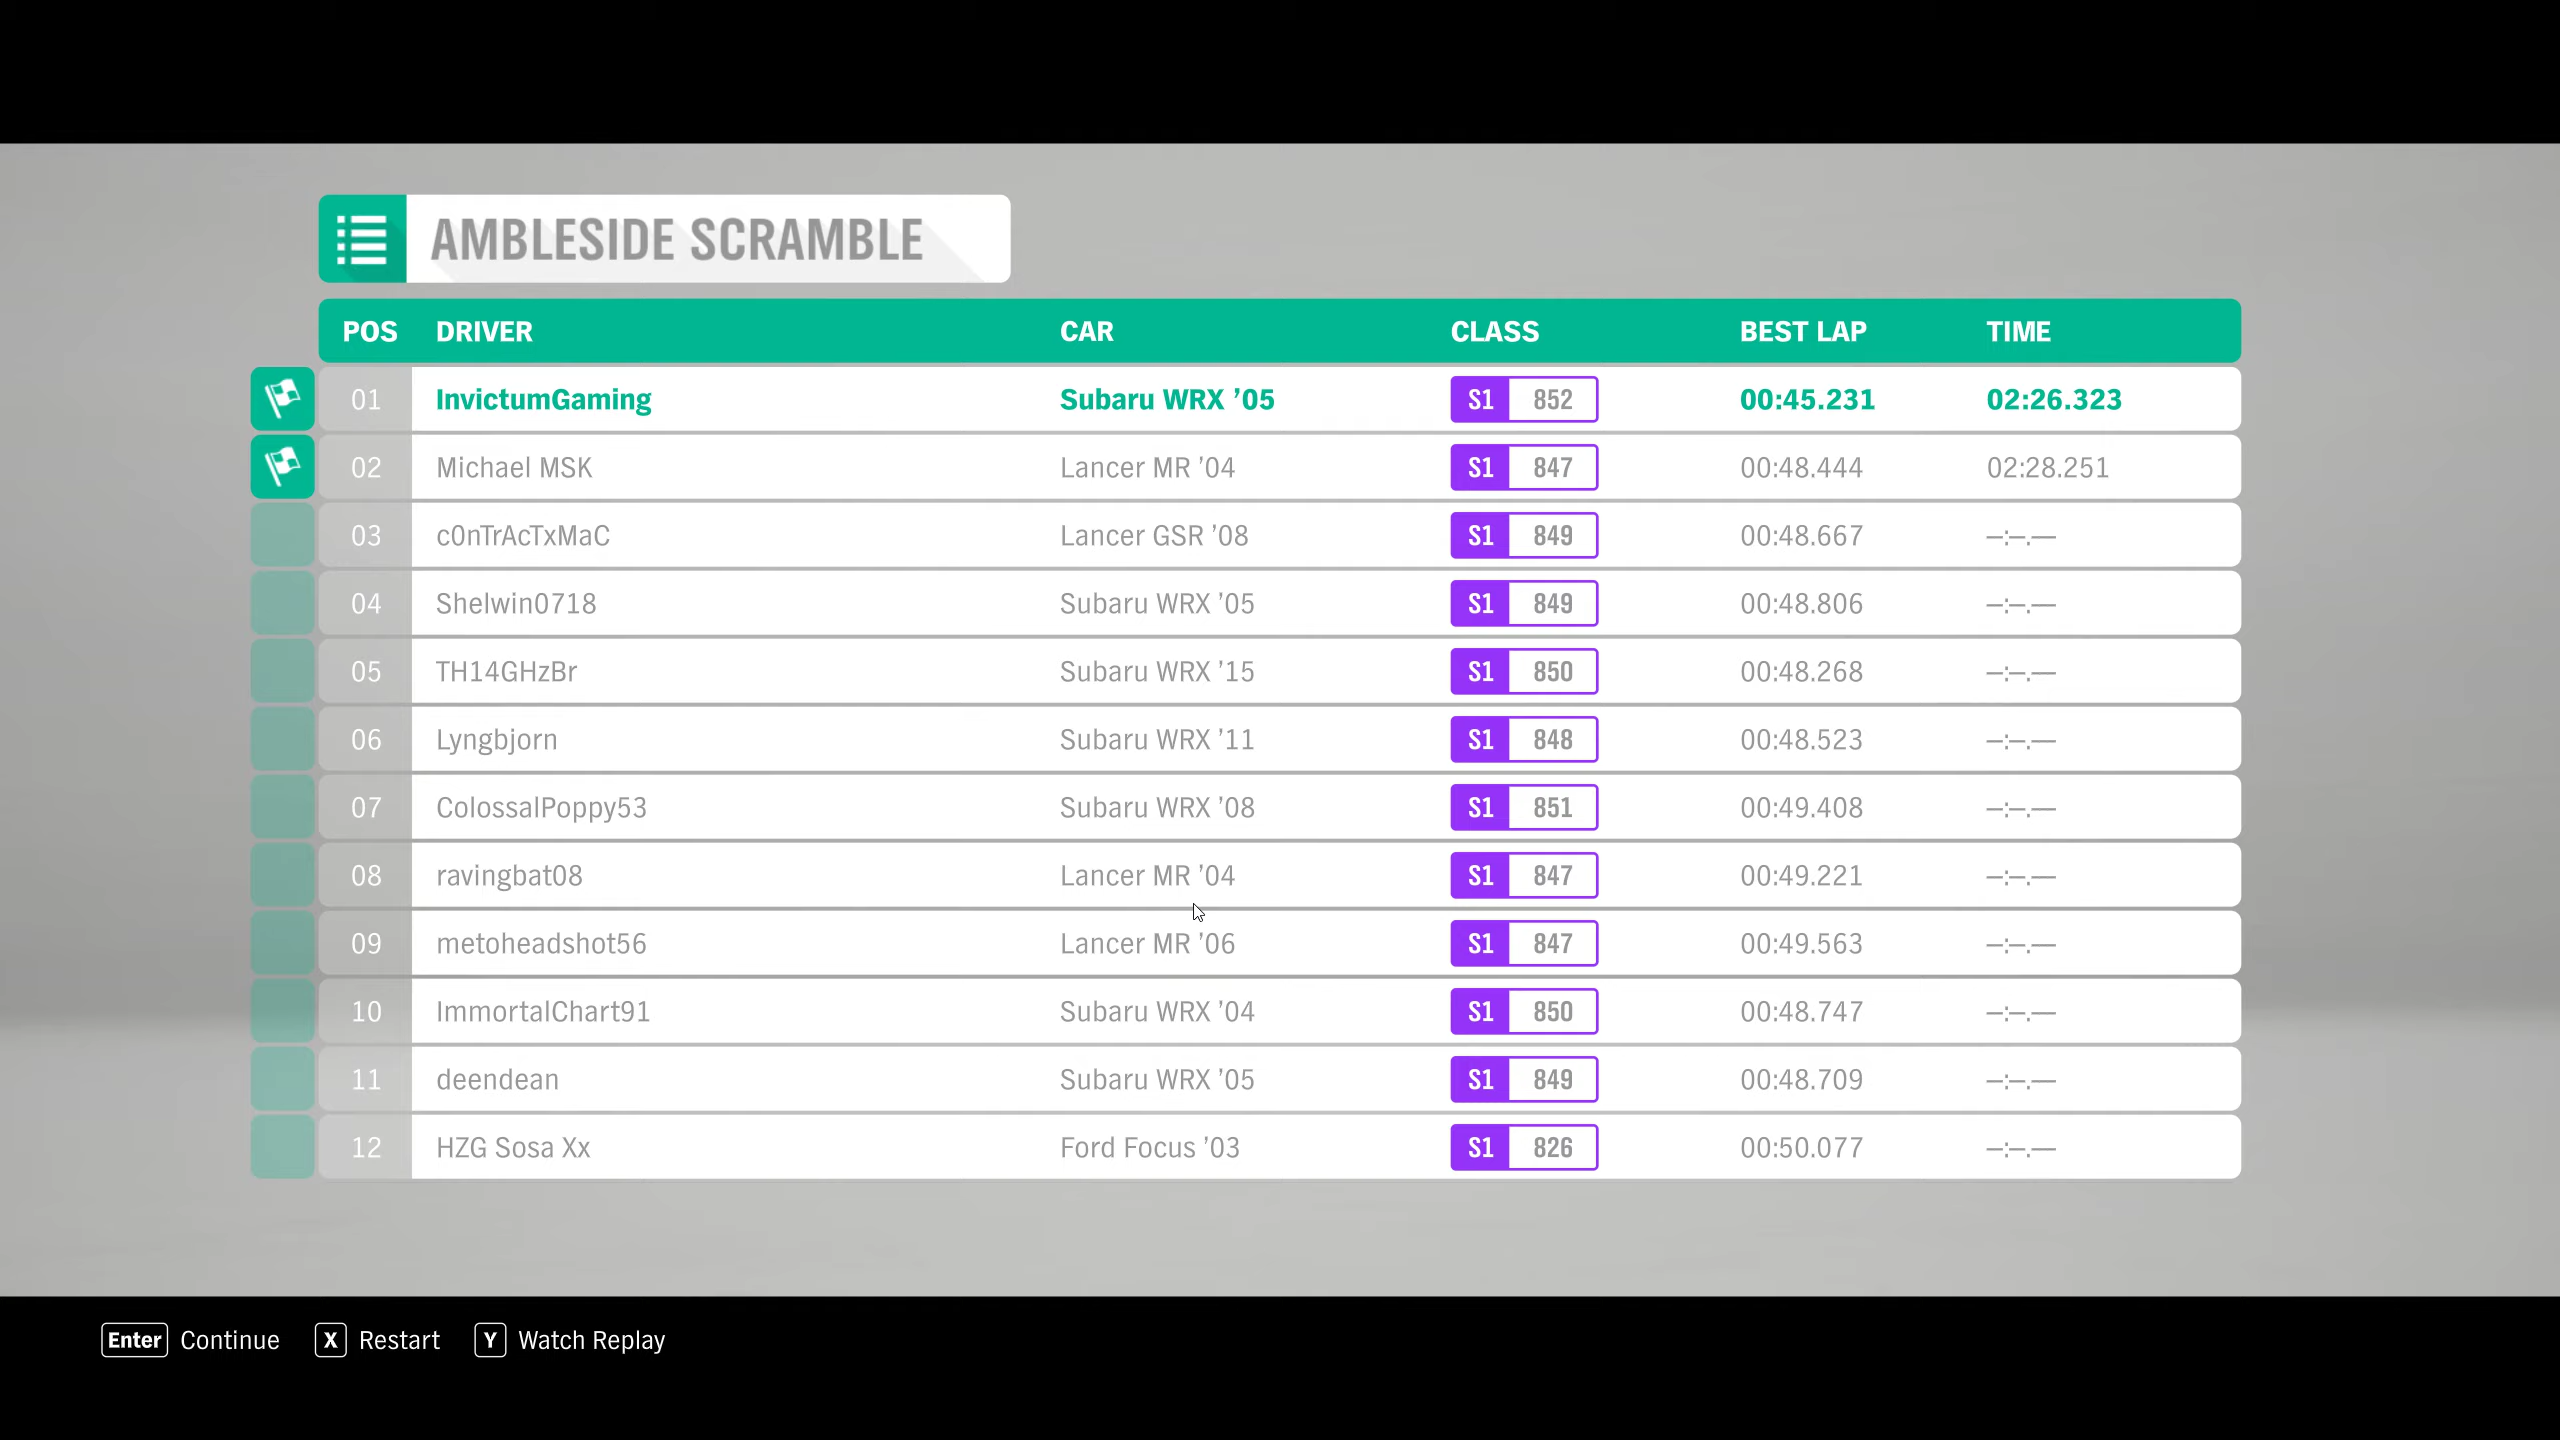 AMBLESIDE SCRAMBLE
POS DRIVER CAR CLASS BEST LAP TIME
01 InvictumGaming Subaru WRX ’05 S1 852 00:45.231 02:26.323
02 Michael MSK Lancer MR ’04 S1 847 00:48.444 02:28.251
03 c0nTrAcTxMaC Lancer GSR ’08 S1 849 00:48.667 –:–.––
04 Shelwin0718 Subaru WRX ’05 S1 849 00:48.806 –:–.––
05 TH14GHzBr Subaru WRX ’15 S1 850 00:48.268 –:–.––
06 Lyngbjorn Subaru WRX ’11 S1 848 00:48.523 –:–.––
07 ColossalPoppy53 Subaru WRX ’08 S1 851 00:49.408 –:–.––
08 ravingbat08 Lancer MR ’04 S1 847 00:49.221 –:–.––
09 metoheadshot56 Lancer MR ’06 S1 847 00:49.563 –:–.––
10 ImmortalChart91 Subaru WRX ’04 S1 850 00:48.747 –:–.––
11 deendean Subaru WRX ’05 S1 849 00:48.709 –:–.––
12 HZG Sosa Xx Ford Focus ’03 S1 826 00:50.077 –:–.––
Enter Continue X Restart Y Watch Replay